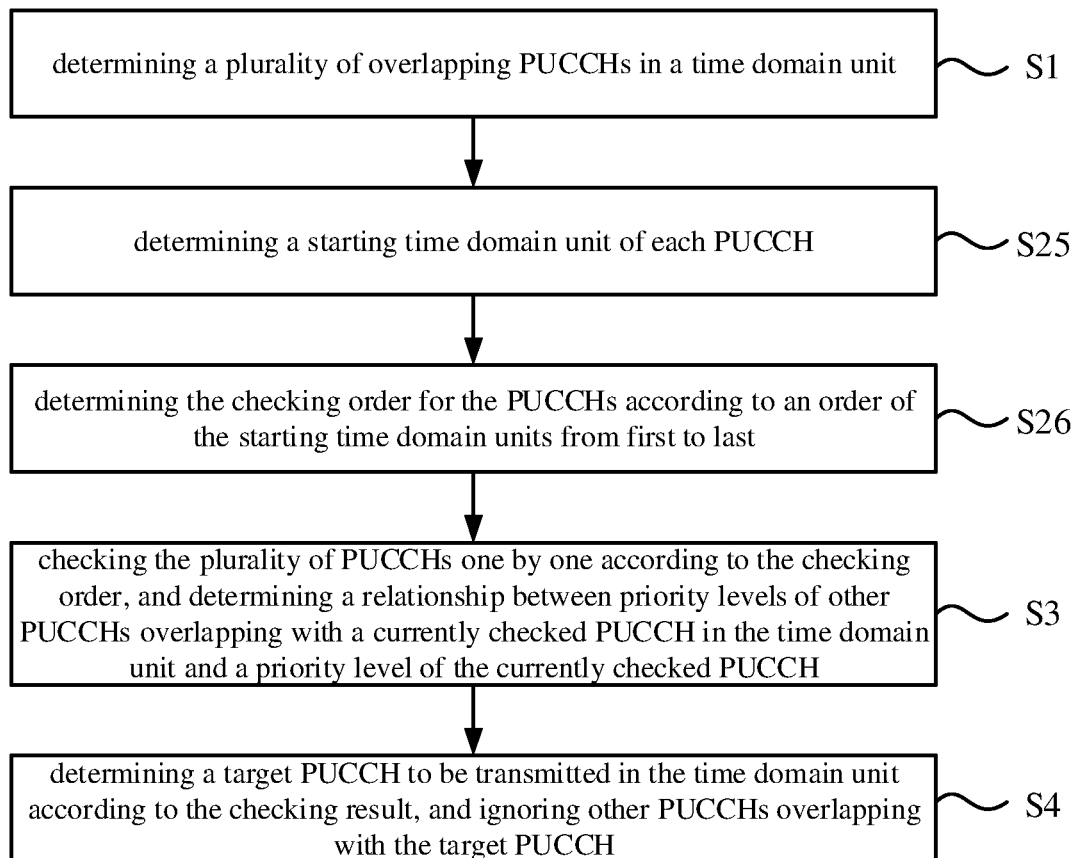 determining a plurality of overlapping PUCCHs in a time domain unit
S1
determining a starting time domain unit of each PUCCH
S25
determining the checking order for the PUCCHs according to an order of
the starting time domain units from first to last
S26
checking the plurality of PUCCHs one by one according to the checking
order, and determining a relationship between priority levels of other
PUCCHs overlapping with a currently checked PUCCH in the time domain
unit and a priority level of the currently checked PUCCH
S3
determining a target PUCCH to be transmitted in the time domain unit
according to the checking result, and ignoring other PUCCHs overlapping
with the target PUCCH
S4